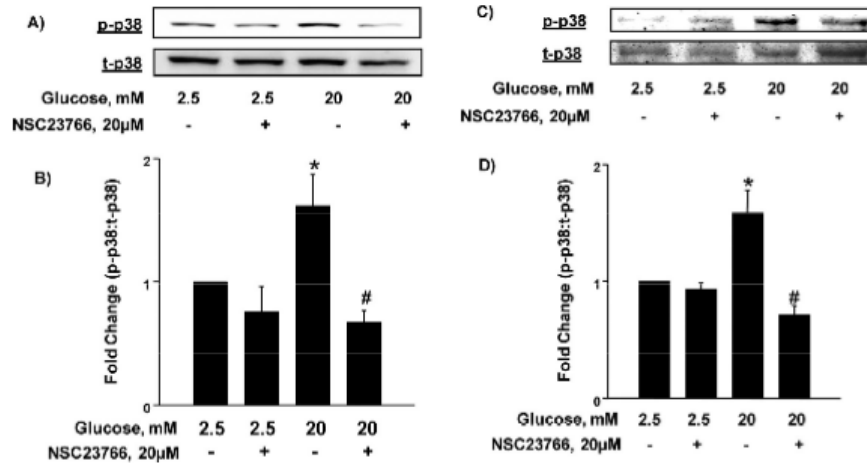 A)
p-p38
t-p38
Glucose, mM 2.5 2.5 20 20
NSC23766, 20µM - + - +
B)
Fold Change (p-p38:t-p38)
2
1
0
*
#
Glucose, mM 2.5 2.5 20 20
NSC23766, 20µM - + - +
C)
p-p38
t-p38
Glucose, mM 2.5 2.5 20 20
NSC23766, 20µM - + - +
D)
Fold Change (p-p38:t-p38)
2
1
0
*
#
Glucose, mM 2.5 2.5 20 20
NSC23766, 20µM - + - +